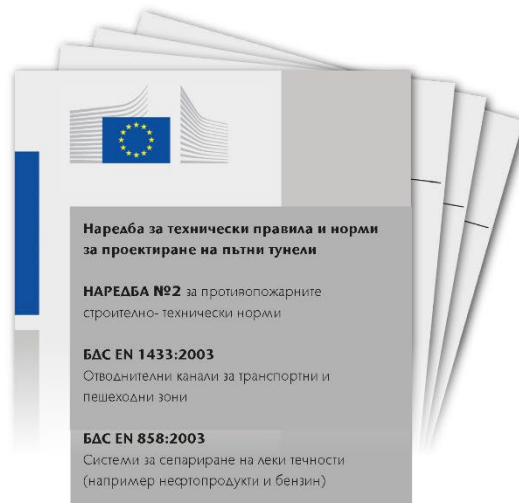 Наредба за технически правила и норми
за проектиране на пътни тунели
НАРЕДБА №2 за противопожарните
строително- технически норми
БДС EN 1433:2003
Отводнителни канали за транспортни и
пешеходни зони
БДС EN 858:2003
Системи за сепариране на леки течности
(например нефтопродукти и бензин)